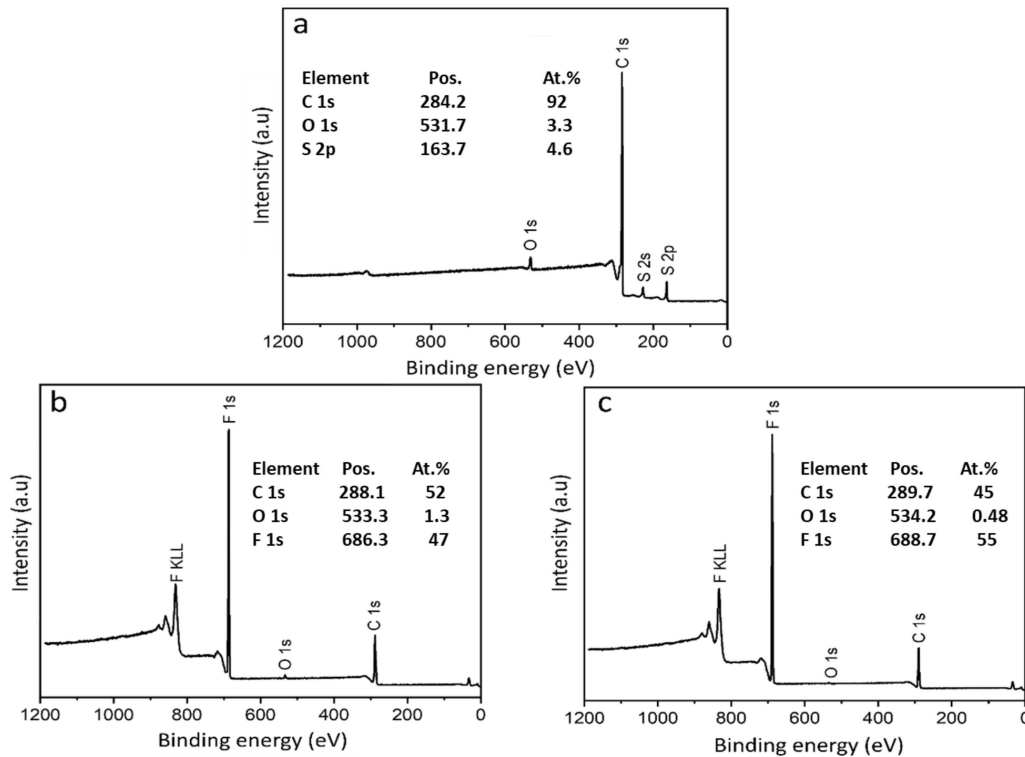 a
C 1s
Element Pos. At.%
C 1s 284.2 92
O 1s 531.7 3.3
S 2p 163.7 4.6
Intensity (a.u)
O 1s
S 2s
S 2p
1200 1000 800 600 400 200 0
Binding energy (eV)
b
F 1s
Element Pos. At.%
C 1s 288.1 52
O 1s 533.3 1.3
F 1s 686.3 47
Intensity (a.u)
F KLL
O 1s
C 1s
1200 1000 800 600 400 200 0
Binding energy (eV)
c
F 1s
Element Pos. At.%
C 1s 289.7 45
O 1s 534.2 0.48
F 1s 688.7 55
Intensity (a.u)
F KLL
O 1s
C 1s
1200 1000 800 600 400 200 0
Binding energy (eV)